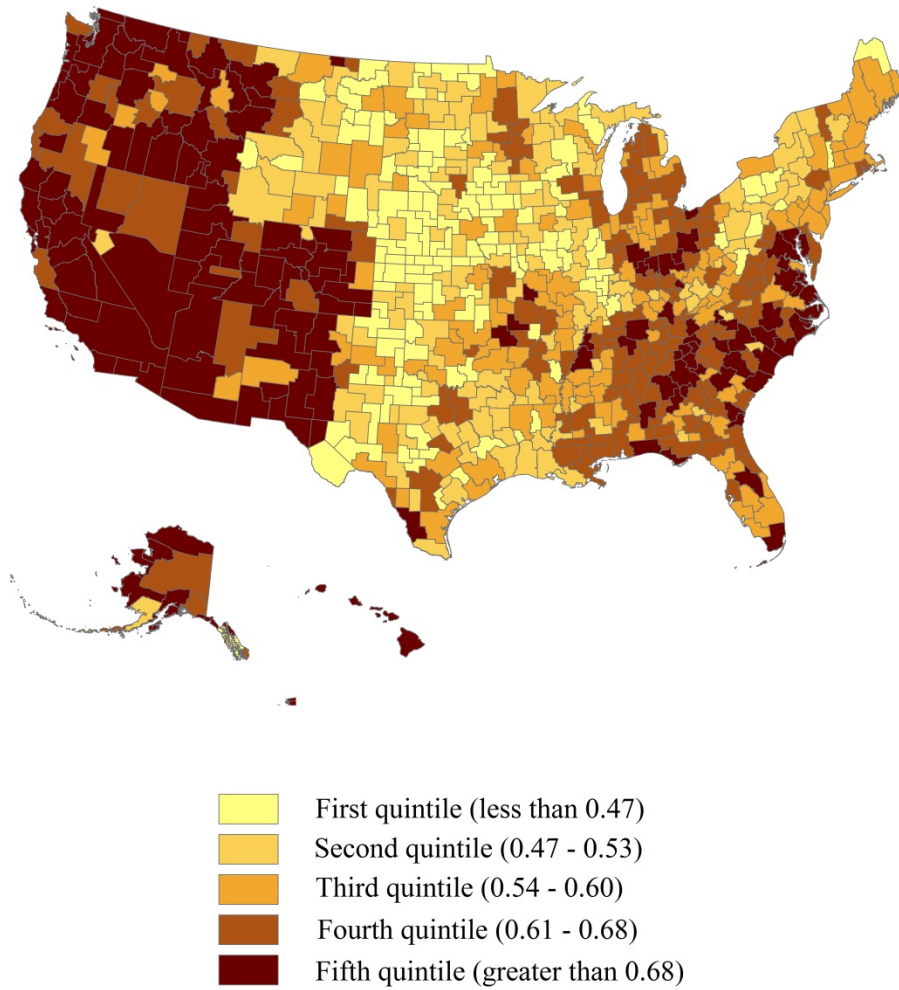 First quintile (less than 0.47)
Second quintile (0.47 - 0.53)
Third quintile (0.54 - 0.60)
Fourth quintile (0.61 - 0.68)
Fifth quintile (greater than 0.68)